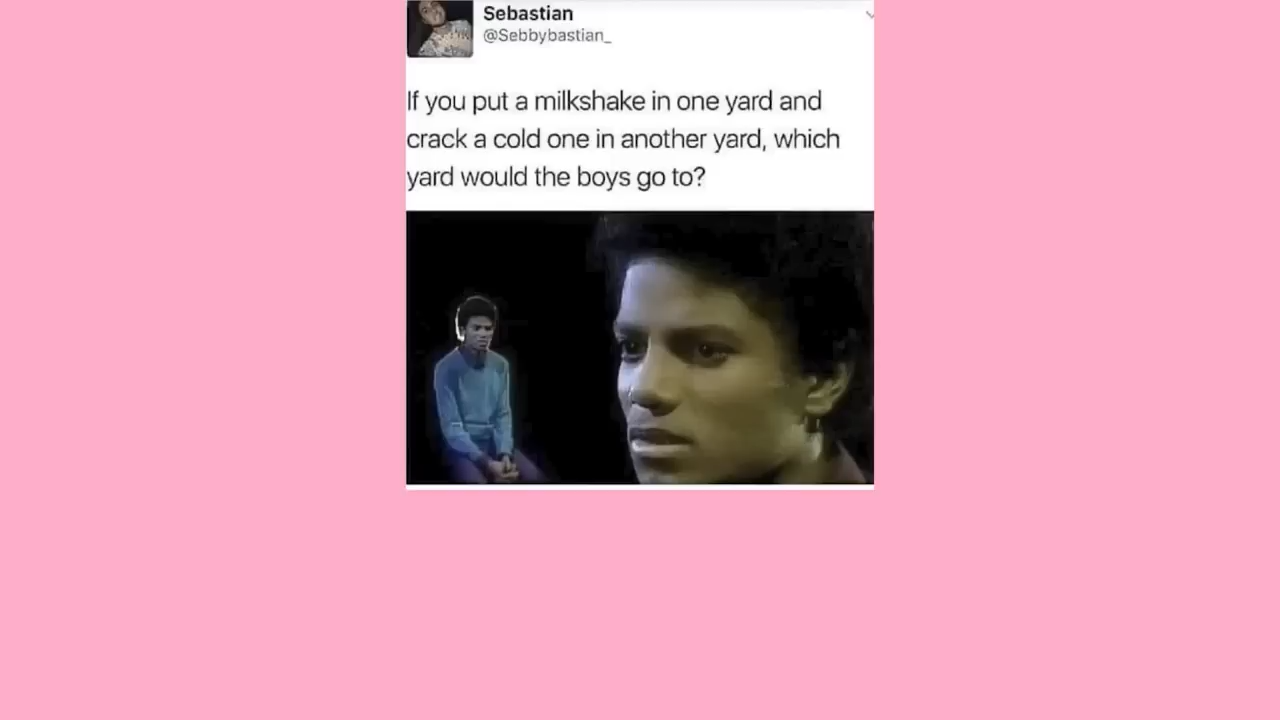 Sebastian
@Sebbybastian_
If you put a milkshake in one yard and
crack a cold one in another yard, which
yard would the boys go to?